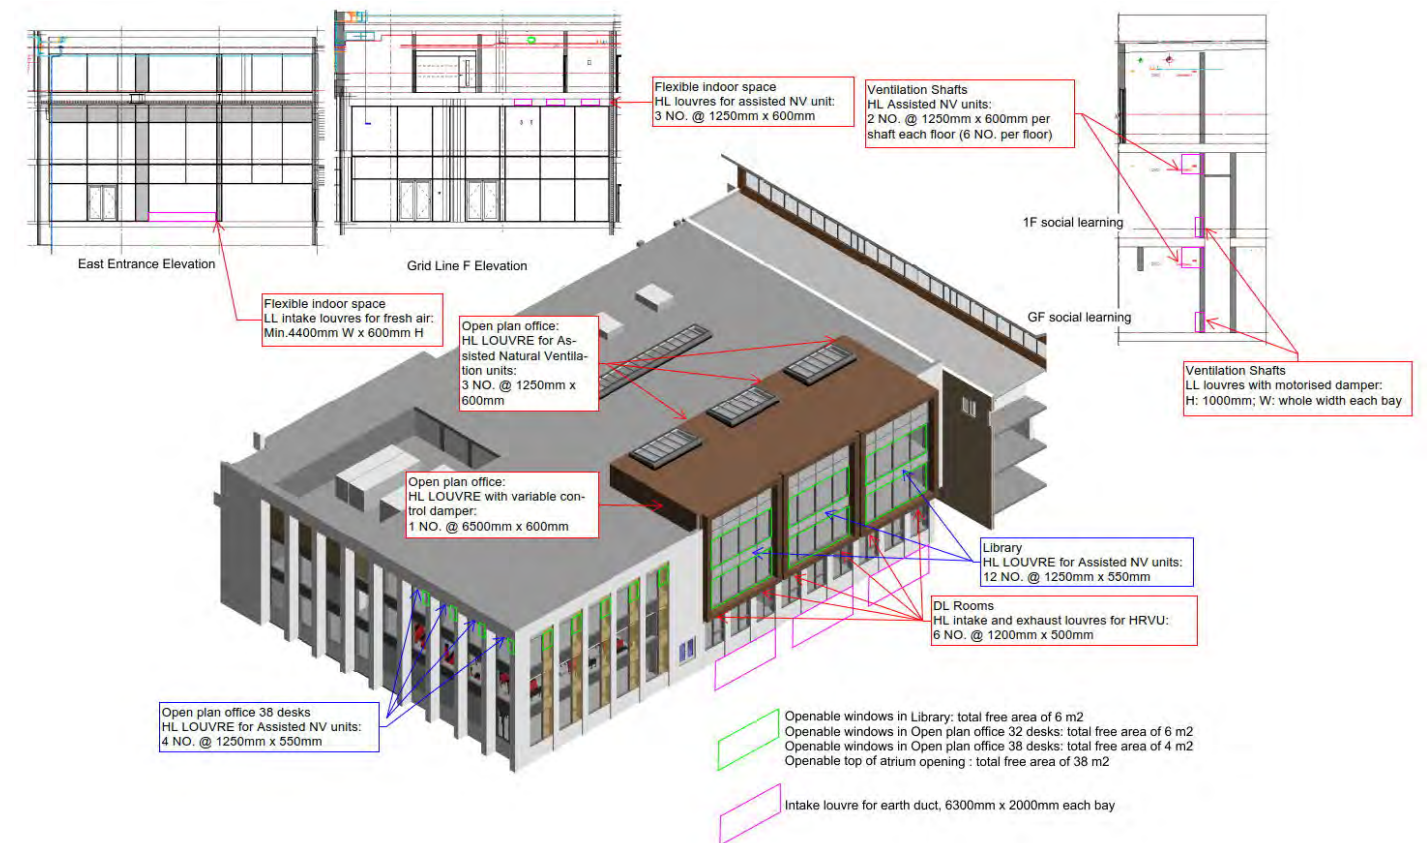 Flexible indoor space
HL louvres for assisted NV unit:
3 NO. @ 1250mm x 600mm
Ventilation Shafts
HL Assisted NV units:
2 NO. @ 1250mm x 600mm per
shaft each floor (6 NO. per floor)
1F social learning
East Entrance Elevation
Grid Line F Elevation
Flexible indoor space
LL intake louvres for fresh air:
Min.4400mm W x 600mm H
GF social learning
Open plan office:
HL LOUVRE for As-
sisted Natural Ventila-
tion units:
3 NO. @ 1250mm x
600mm
Ventilation Shafts
LL louvres with motorised damper:
H: 1000mm; W: whole width each bay
Open plan office:
HL LOUVRE with variable con-
trol damper:
1 NO. @ 6500mm x 600mm
Library
HL LOUVRE for Assisted NV units:
12 NO. @ 1250mm x 550mm
DL Rooms
HL intake and exhaust louvres for HRVU:
6 NO. @ 1200mm x 500mm
Open plan office 38 desks
HL LOUVRE for Assisted NV units:
4 NO. @ 1250mm x 550mm
Openable windows in Library: total free area of 6 m2
Openable windows in Open plan office 32 desks: total free area of 6 m2
Openable windows in Open plan office 38 desks: total free area of 4 m2
Openable top of atrium opening : total free area of 38 m2
Intake louvre for earth duct, 6300mm x 2000mm each bay